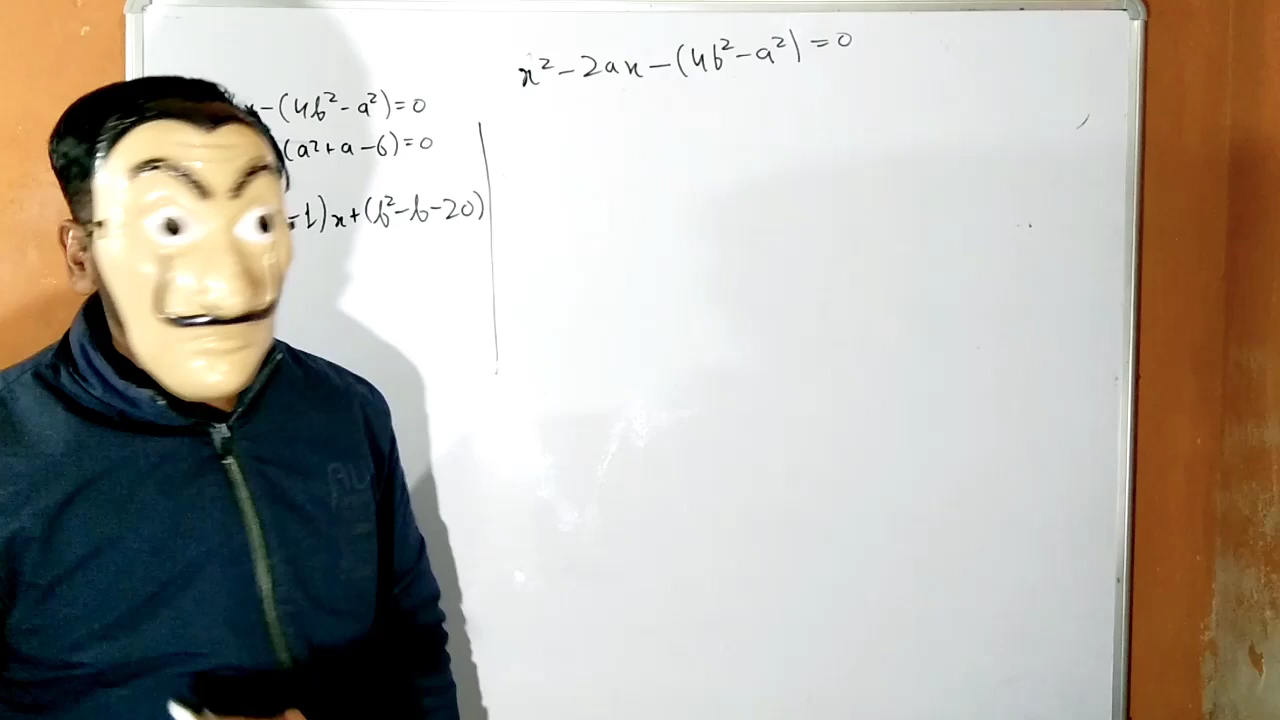 x² - 2ax - (4b² - a²) = 0
x - (4b² - a²) = 0
(a² + a - 6) = 0
- 1)x + (b² - b - 20)